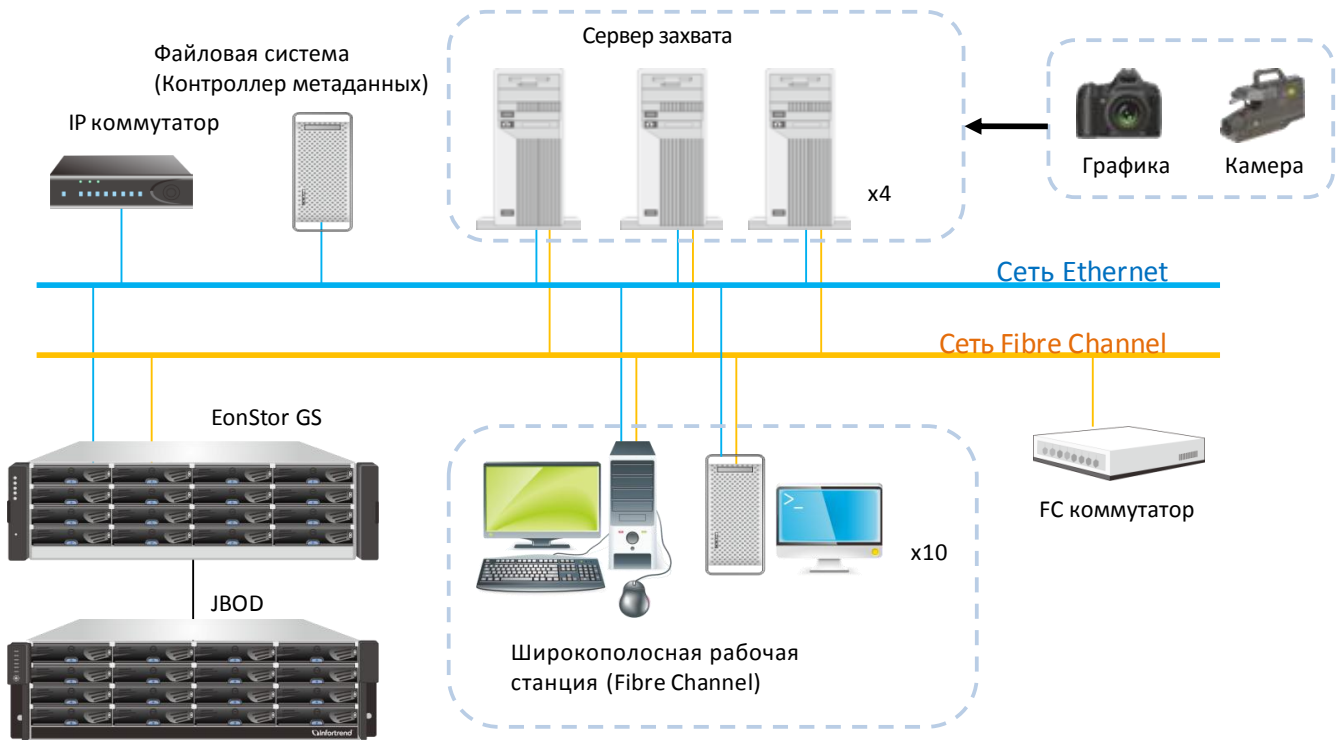 Сервер захвата
Файловая система
(Контроллер метаданных)
IP коммутатор
Графика
Камера
x4
Сеть Ethernet
Сеть Fibre Channel
EonStor GS
FC коммутатор
x10
JBOD
Широкополосная рабочая
станция (Fibre Channel)
Infortrend